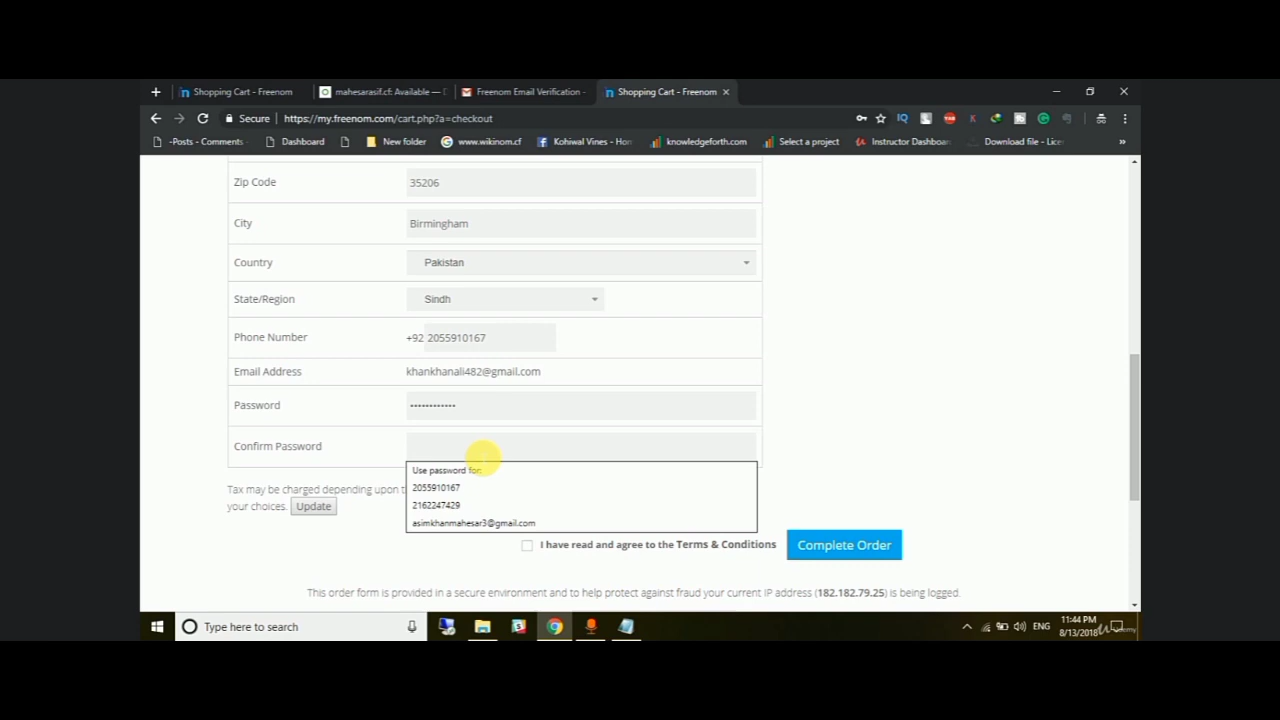 Shopping Cart - Freenom
mahesarasif.cf: Available —
Freenom Email Verification -
Shopping Cart - Freenom
Secure
https://my.freenom.com/cart.php?a=checkout
-Posts - Comments
Dashboard
New folder
www.wikinom.cf
Kohiwal Vines - Hon
knowledgeforth.com
Select a project
Instructor Dashboar
Download file - Lice
»
Zip Code
35206
City
Birmingham
Country
Pakistan
State/Region
Sindh
Phone Number
+92 2055910167
Email Address
khankhanali482@gmail.com
Password
••••••••••••
Confirm Password
Use password for:
2055910167
2162247429
asimkhanmahesar3@gmail.com
Tax may be charged depending upon t
your choices. Update
I have read and agree to the Terms & Conditions
Complete Order
This order form is provided in a secure environment and to help protect against fraud your current IP address (182.182.79.25) is being logged.
Type here to search
ENG
11:44 PM
8/13/2018